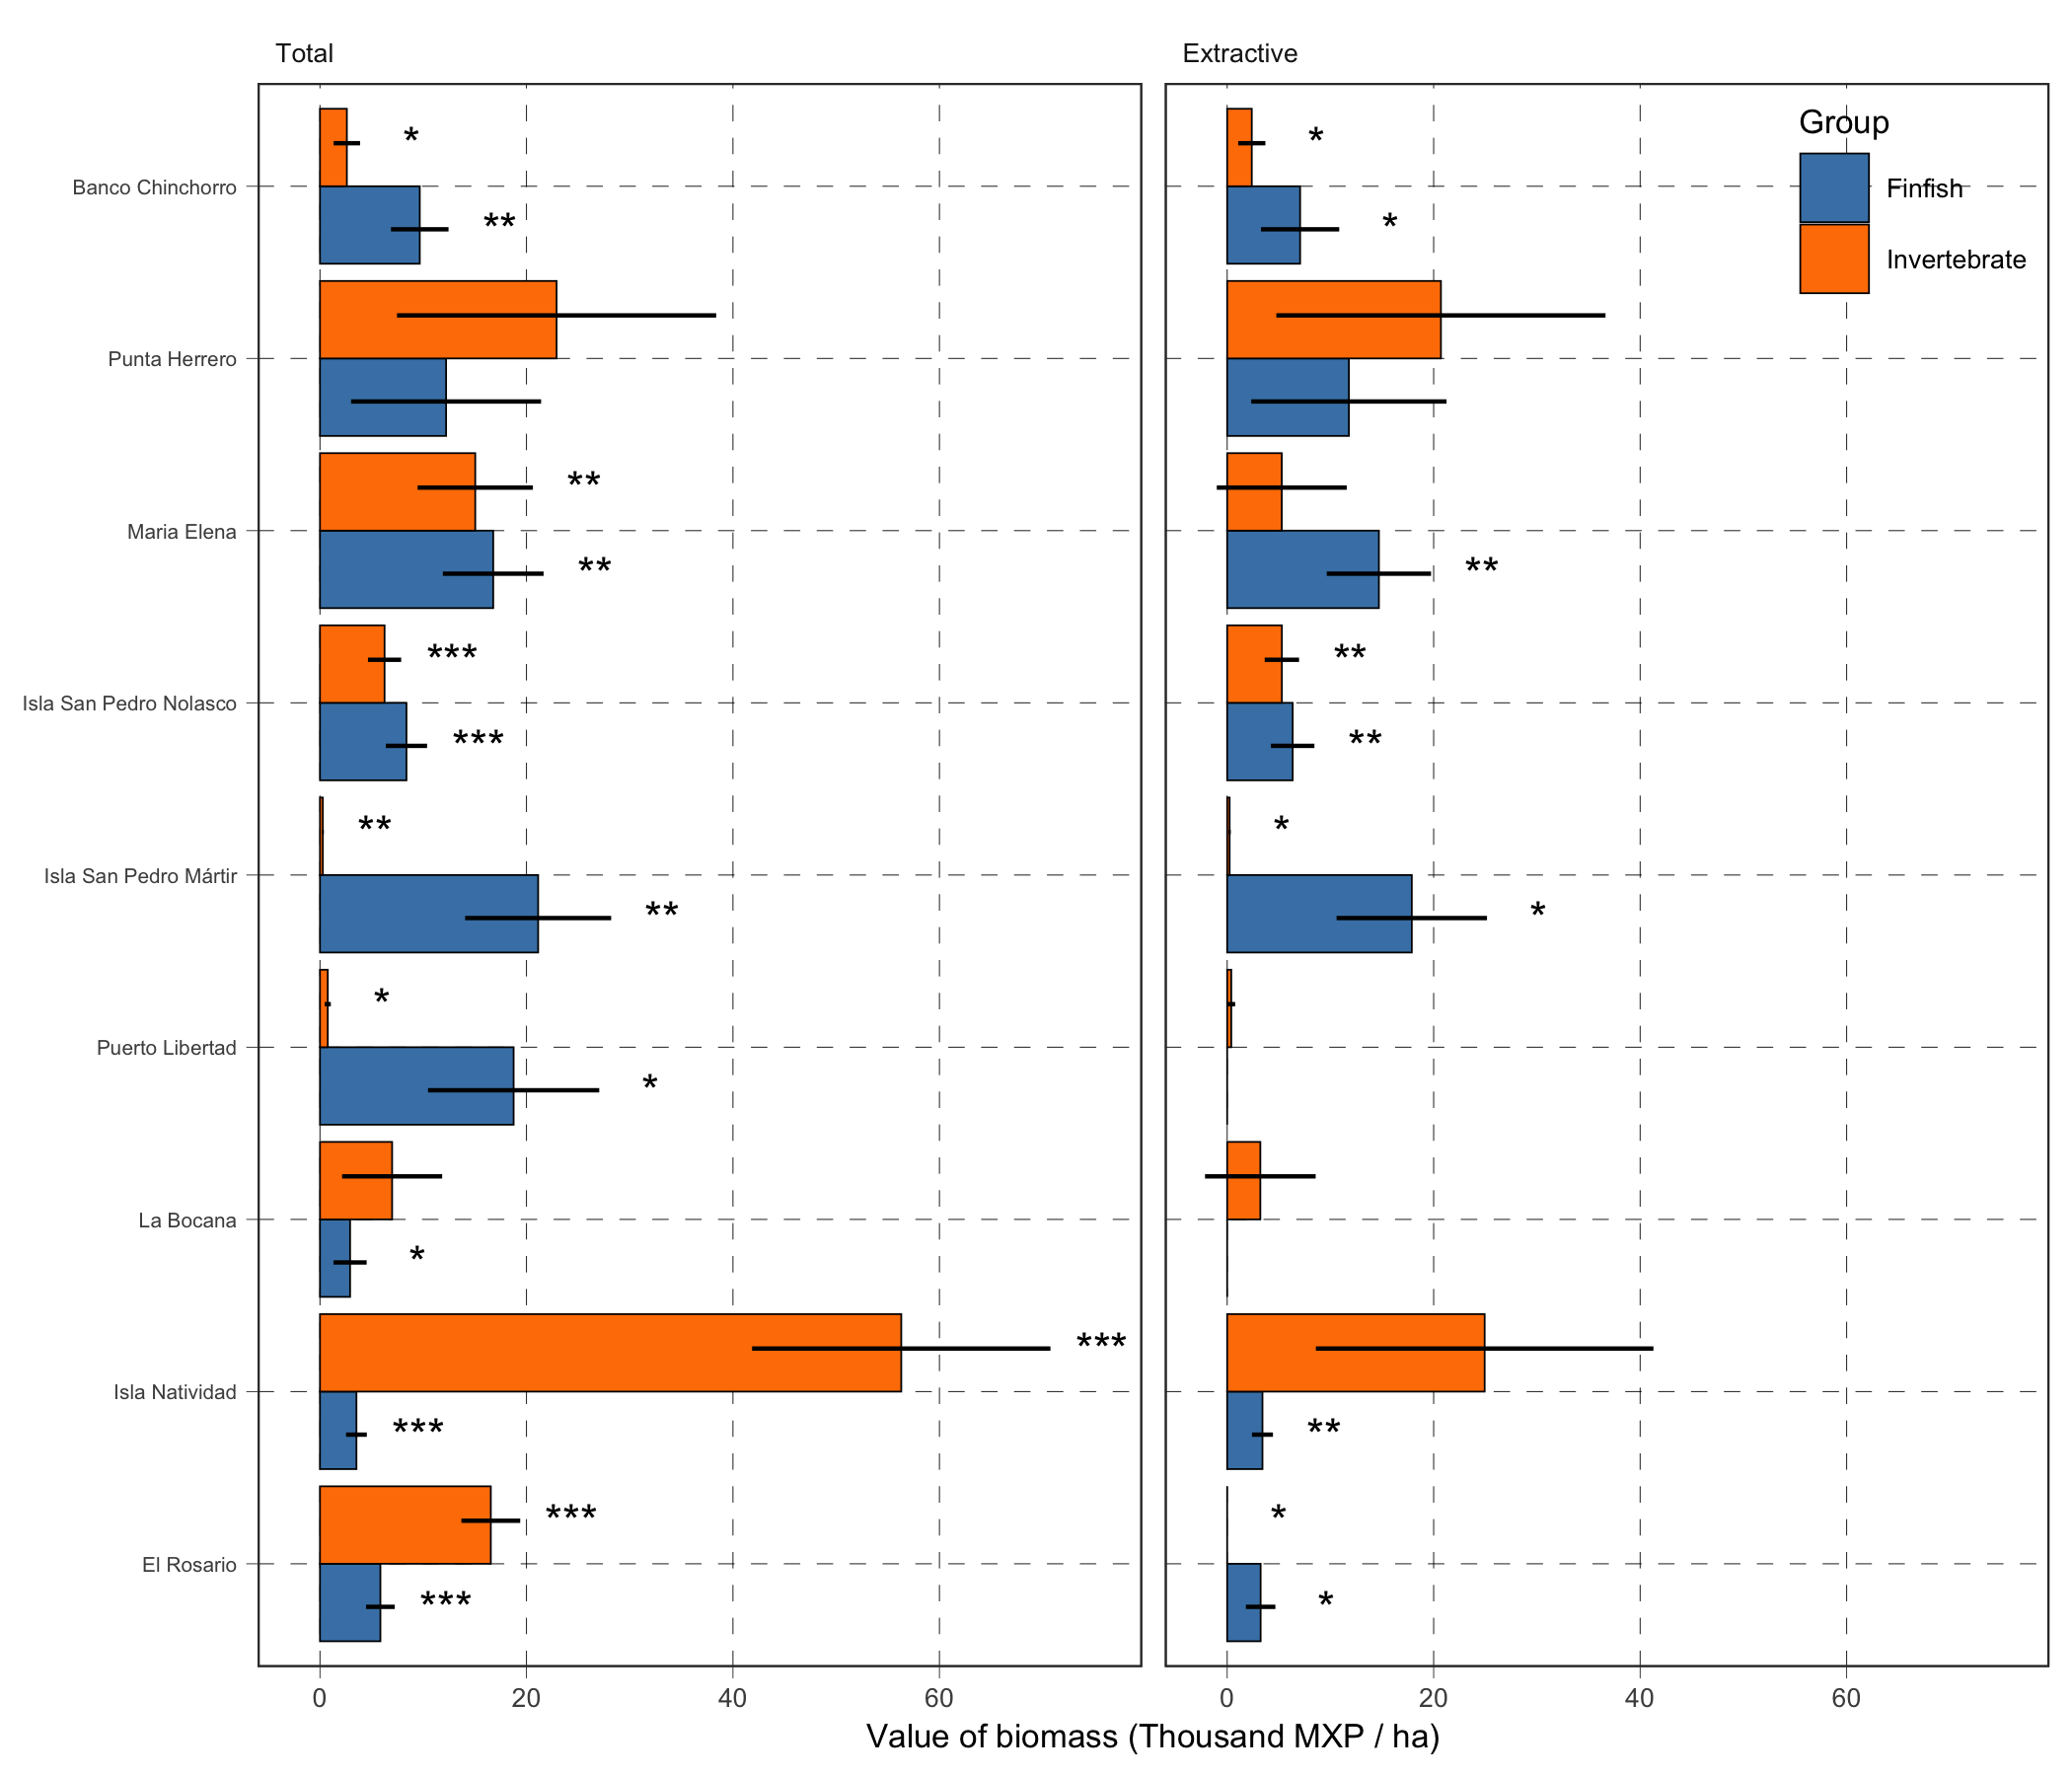 Total
Extractive
Group
Finfish
Invertebrate
Banco Chinchorro
* **
* *
Punta Herrero
Maria Elena
** **
**
Isla San Pedro Nolasco
*** ***
** **
Isla San Pedro Mártir
** **
* *
Puerto Libertad
* *
La Bocana
*
Isla Natividad
*** ***
**
El Rosario
*** ***
* *
0 20 40 60
0 20 40 60
Value of biomass (Thousand MXP / ha)